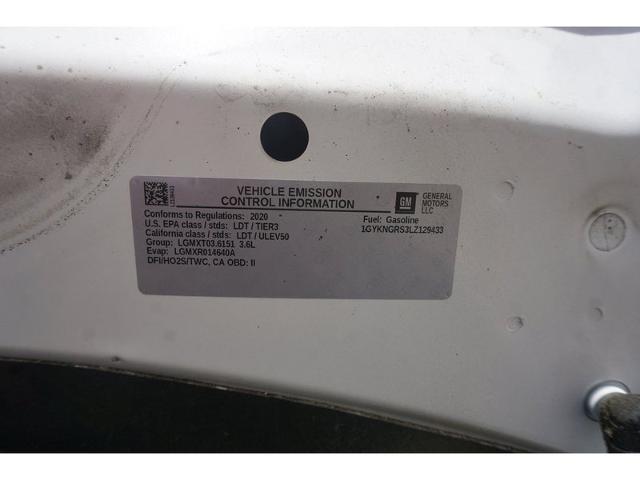 VEHICLE EMISSION
CONTROL INFORMATION
GM
GENERAL
MOTORS
LLC
Conforms to Regulations: 2020
Fuel: Gasoline
U.S. EPA class / stds: LDT / TIER3
1GYKNGRS3LZ129433
California class / stds: LDT / ULEV50
Group: LGMXT03.6151 3.6L
Evap: LGMXR014640A
DFI/HO2S/TWC, CA OBD: II